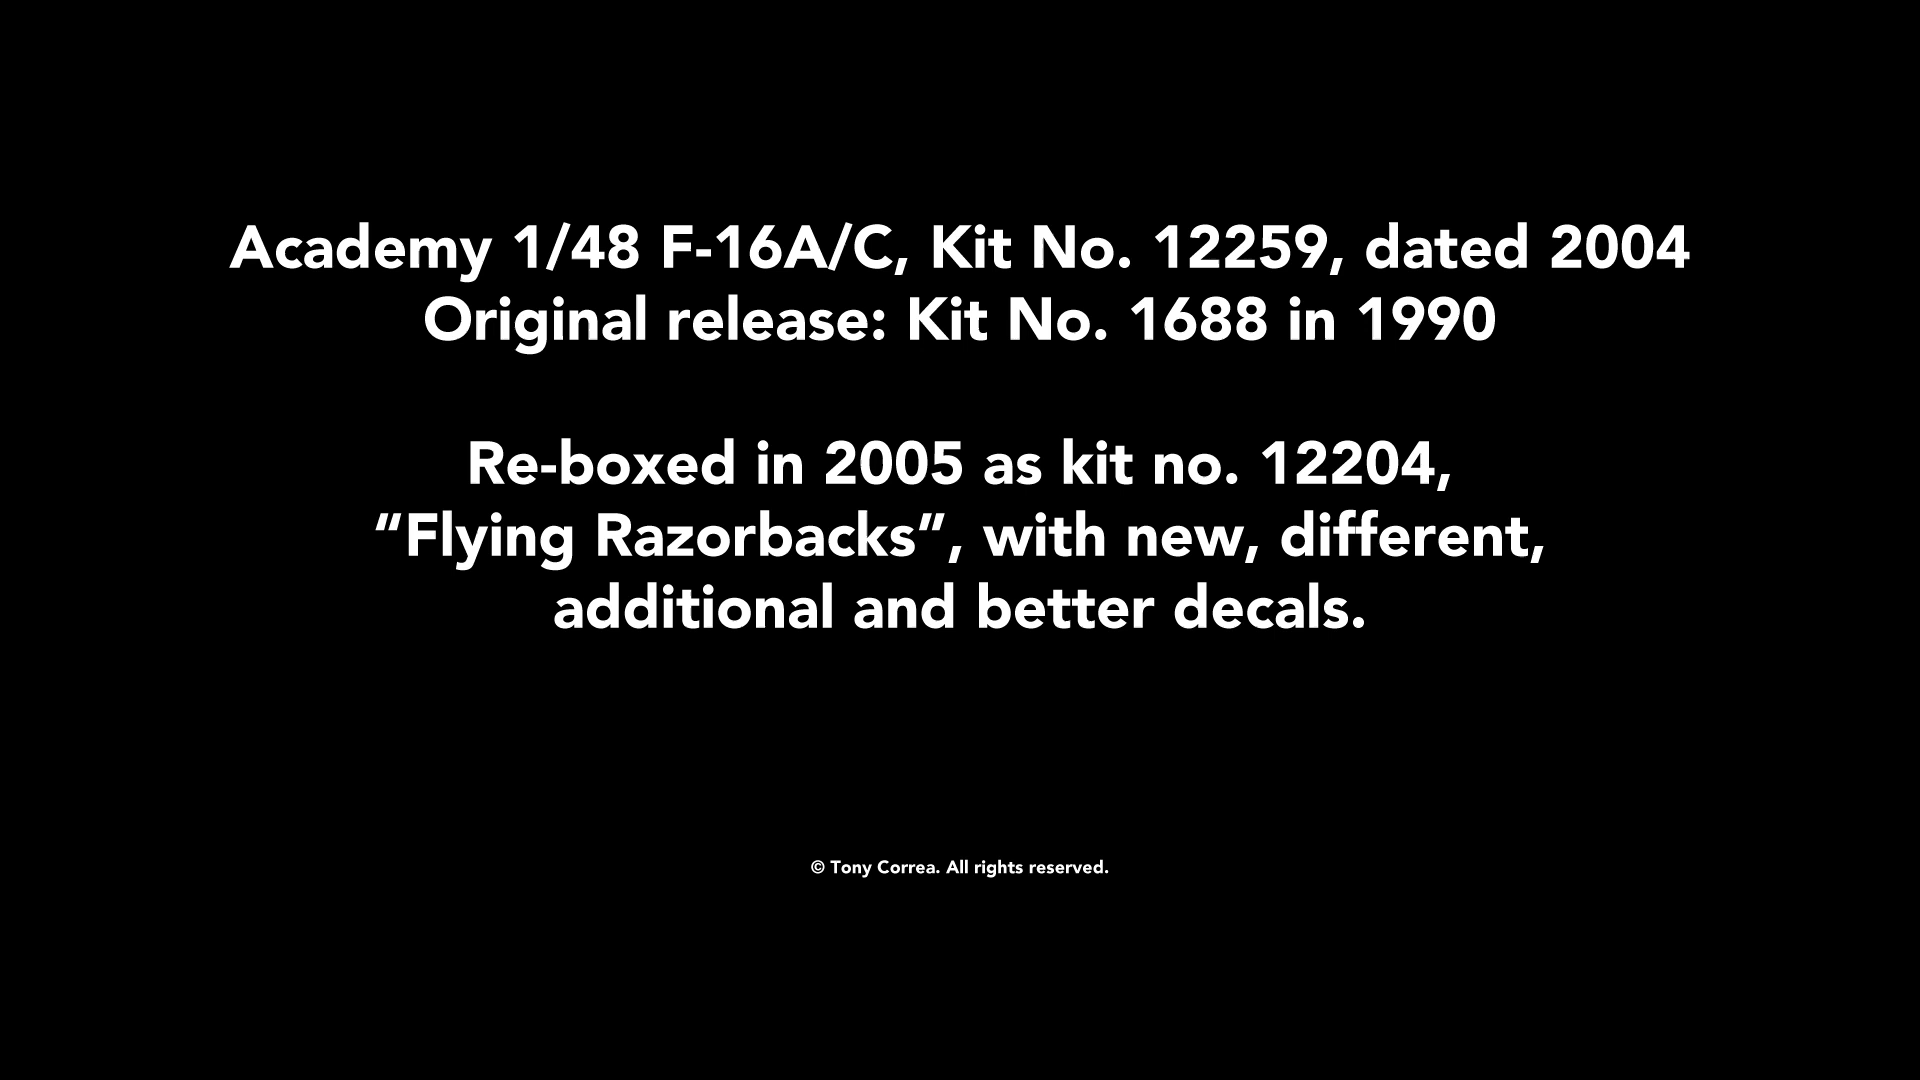 Academy 1/48 F-16A/C, Kit No. 12259, dated 2004
Original release: Kit No. 1688 in 1990
Re-boxed in 2005 as kit no. 12204,
“Flying Razorbacks”, with new, different,
additional and better decals.
© Tony Correa. All rights reserved.